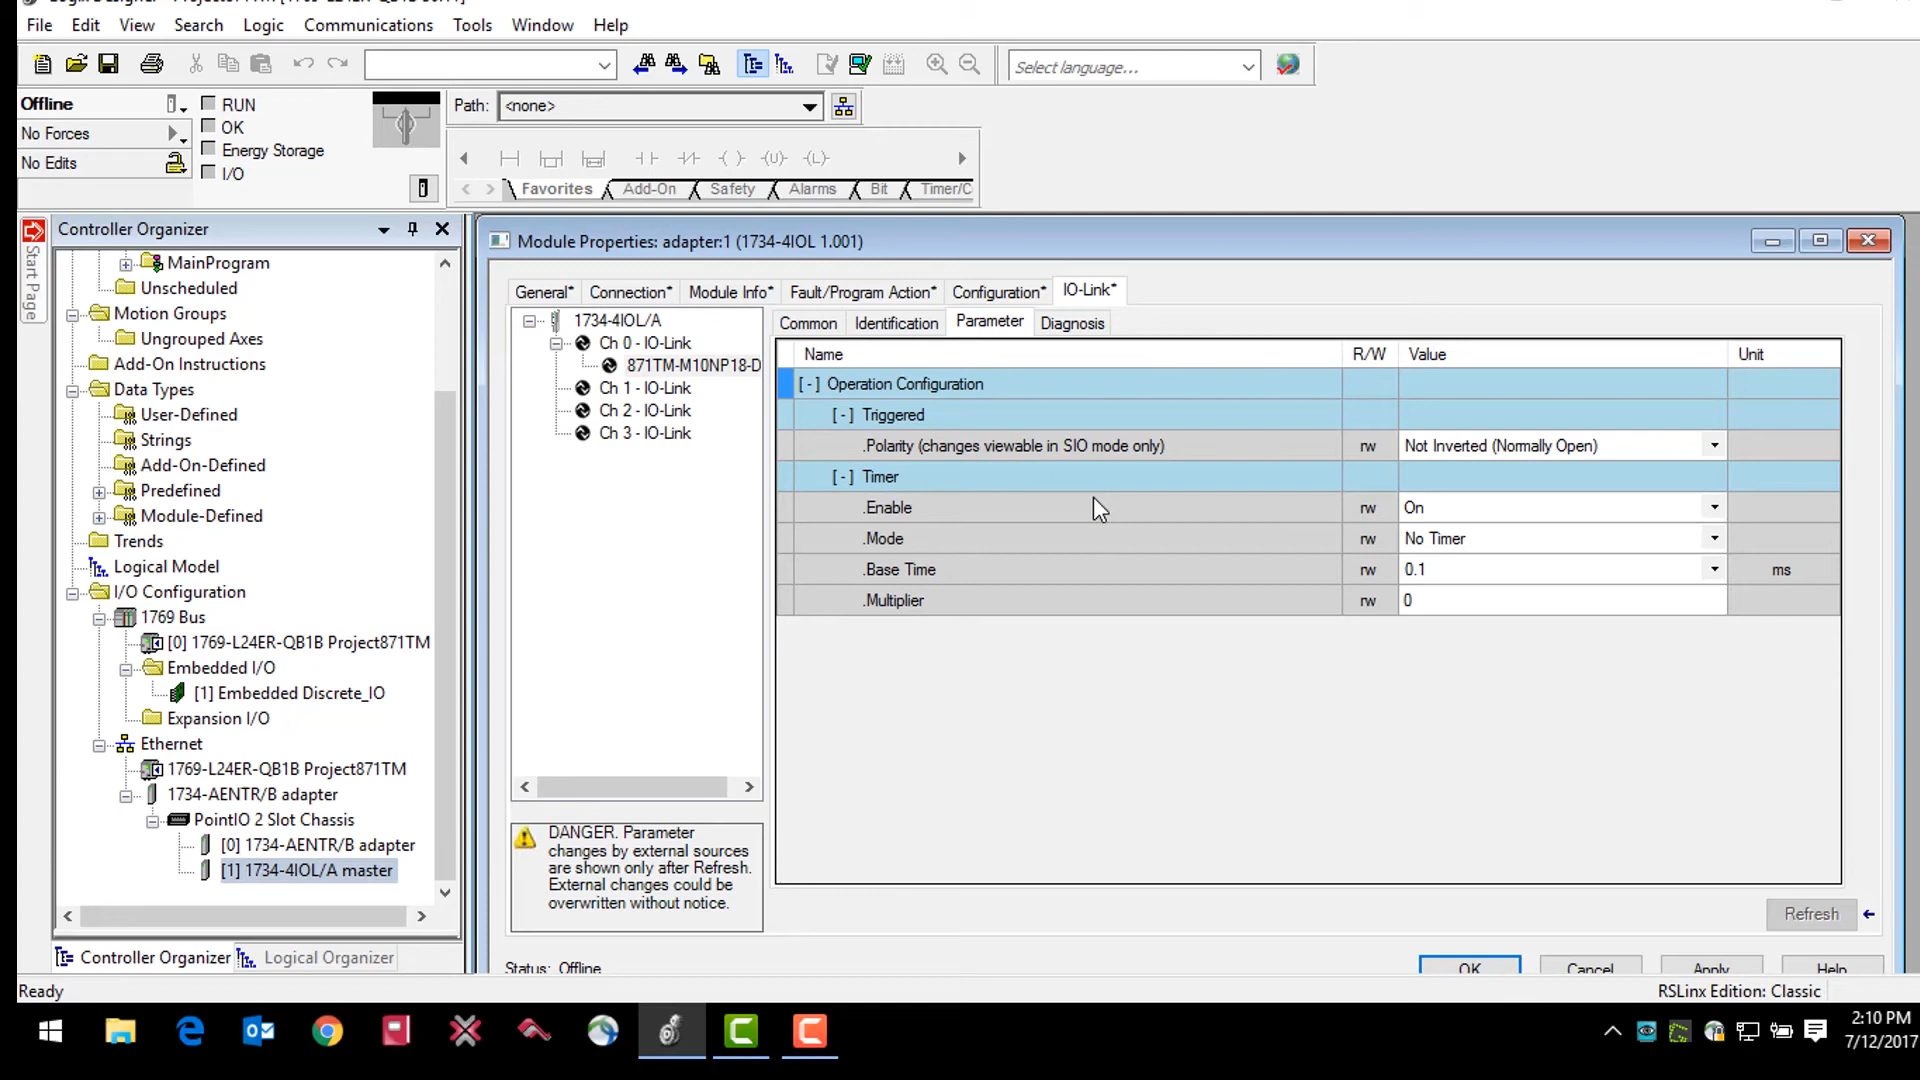 File Edit View Search Logic Communications Tools Window Help
Select language...
Offline
RUN
Path: <none>
No Forces
OK
Energy Storage
No Edits
I/O
Favorites Add-On Safety Alarms Bit Timer/C
Start Page
Controller Organizer
MainProgram
Unscheduled
Motion Groups
Ungrouped Axes
Add-On Instructions
Data Types
User-Defined
Strings
Add-On-Defined
Predefined
Module-Defined
Trends
Logical Model
I/O Configuration
1769 Bus
[0] 1769-L24ER-QB1B Project871TM
Embedded I/O
[1] Embedded Discrete_IO
Expansion I/O
Ethernet
1769-L24ER-QB1B Project871TM
1734-AENTR/B adapter
PointIO 2 Slot Chassis
[0] 1734-AENTR/B adapter
[1] 1734-4IOL/A master
Controller Organizer Logical Organizer
Module Properties: adapter:1 (1734-4IOL 1.001)
General* Connection* Module Info* Fault/Program Action* Configuration* IO-Link*
1734-4IOL/A
Ch 0 - IO-Link
871TM-M10NP18-D
Ch 1 - IO-Link
Ch 2 - IO-Link
Ch 3 - IO-Link
DANGER. Parameter
changes by external sources
are shown only after Refresh.
External changes could be
overwritten without notice.
Common Identification Parameter Diagnosis
Name R/W Value Unit
[-] Operation Configuration
[-] Triggered
.Polarity (changes viewable in SIO mode only) rw Not Inverted (Normally Open)
[-] Timer
.Enable rw On
.Mode rw No Timer
.Base Time rw 0.1 ms
.Multiplier rw 0
Refresh
Status: Offline
OK Cancel Apply Help
Ready
RSLinx Edition: Classic
2:10 PM
7/12/2017